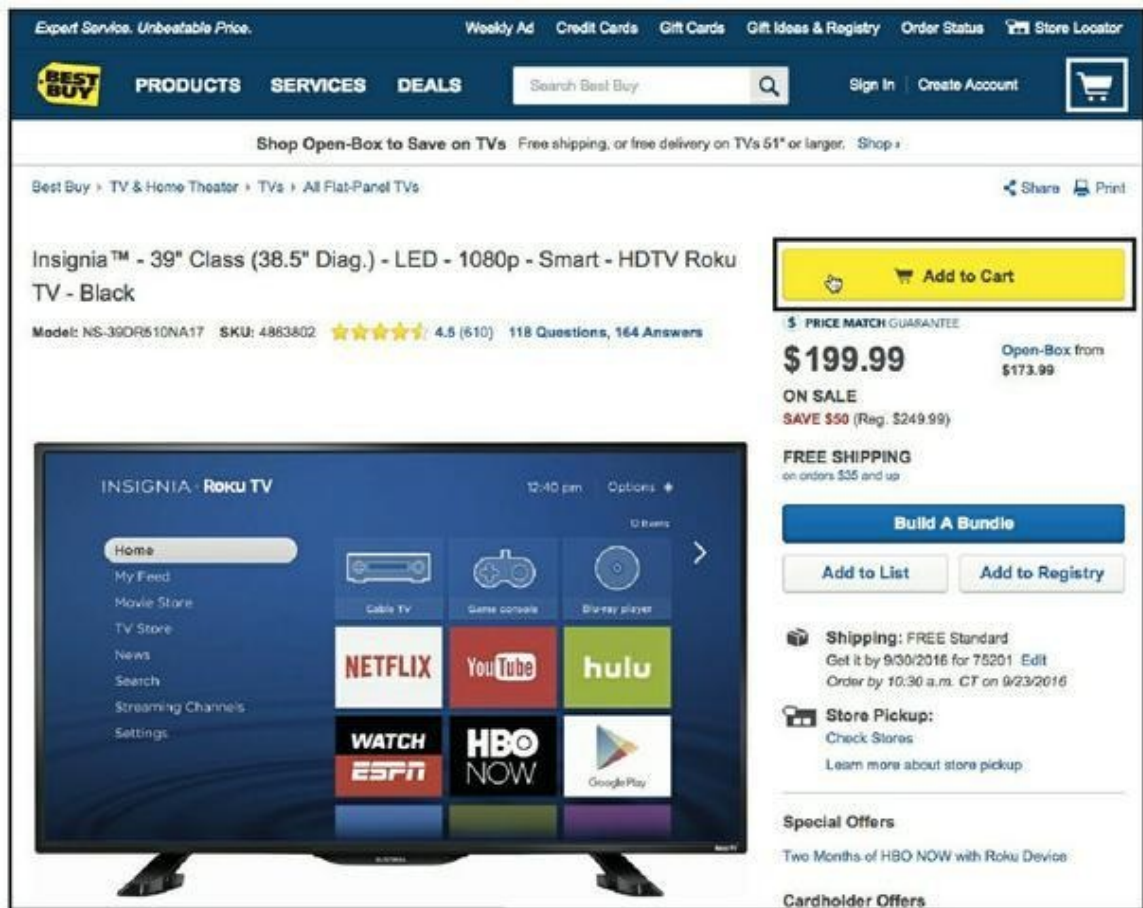 Expert Service. Unbeatable Price.
Weekly Ad Credit Cards Gift Cards Gift Ideas & Registry Order Status Store Locator
BEST BUY
PRODUCTS SERVICES DEALS Search Best Buy Sign In Create Account
Shop Open-Box to Save on TVs Free shipping, or free delivery on TVs 51" or larger. Shop ›
Best Buy › TV & Home Theater › TVs › All Flat-Panel TVs
Share Print
Insignia™ - 39" Class (38.5" Diag.) - LED - 1080p - Smart - HDTV Roku
TV - Black
Model: NS-39DR510NA17 SKU: 4863802 4.5 (610) 118 Questions, 164 Answers
Add to Cart
$ PRICE MATCH GUARANTEE
$199.99
Open-Box from
$173.99
ON SALE
SAVE $50 (Reg. $249.99)
FREE SHIPPING
on orders $35 and up
Build A Bundle
Add to List Add to Registry
Shipping: FREE Standard
Get it by 9/30/2016 for 75201 Edit
Order by 10:30 a.m. CT on 9/23/2016
Store Pickup:
Check Stores
Learn more about store pickup
Special Offers
Two Months of HBO NOW with Roku Device
Cardholder Offers
INSIGNIA Roku TV
12:40 pm Options
12 Items
Home
My Feed
Movie Store
TV Store
News
Search
Streaming Channels
Settings
Cable TV Game console Blu-ray player
NETFLIX YouTube hulu
WATCH ESPN
HBO NOW
Google Play
INSIGNIA
Roku TV